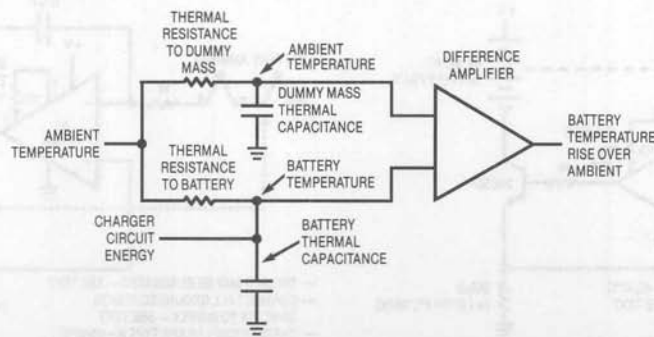 THERMAL
RESISTANCE
TO DUMMY
MASS
AMBIENT
TEMPERATURE
DIFFERENCE
AMPLIFIER
DUMMY MASS
THERMAL
CAPACITANCE
AMBIENT
TEMPERATURE
BATTERY
TEMPERATURE
RISE OVER
AMBIENT
THERMAL
RESISTANCE
TO BATTERY
BATTERY
TEMPERATURE
CHARGER
CIRCUIT
ENERGY
BATTERY
THERMAL
CAPACITANCE